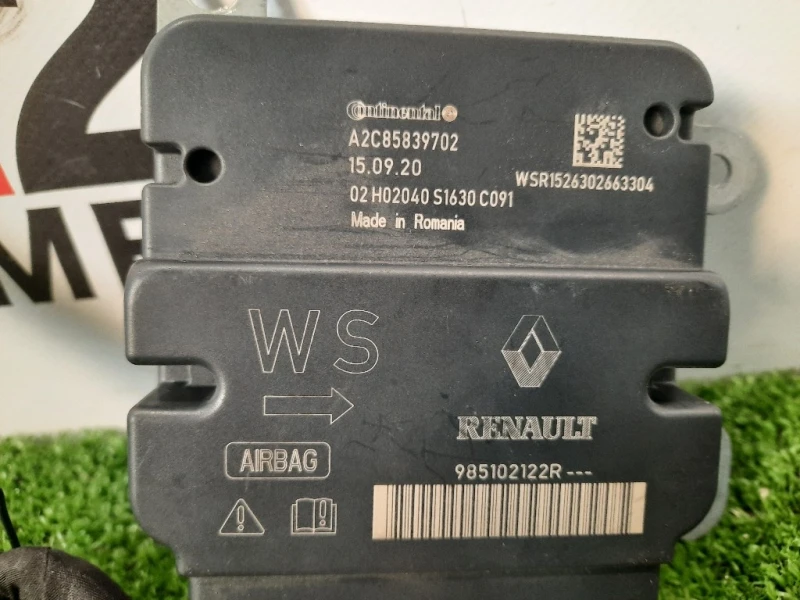 Continental
A2C85839702
15.09.20
WSR1526302663304
02 H02040 S1630 C091
Made in Romania
WS
RENAULT
AIRBAG
985102122R---